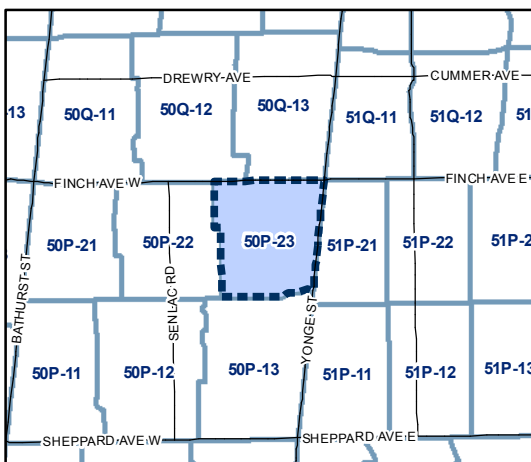 DREWRY AVE
CUMMER AVE
-13
50Q-11
50Q-12
50Q-13
51Q-11
51Q-12
51
FINCH AVE W
FINCH AVE E
50P-21
50P-22
50P-23
51P-21
51P-22
51P-2
BATHURST ST
SENLAC RD
YONGE ST
50P-11
50P-12
50P-13
51P-11
51P-12
51P-13
SHEPPARD AVE W
SHEPPARD AVE E